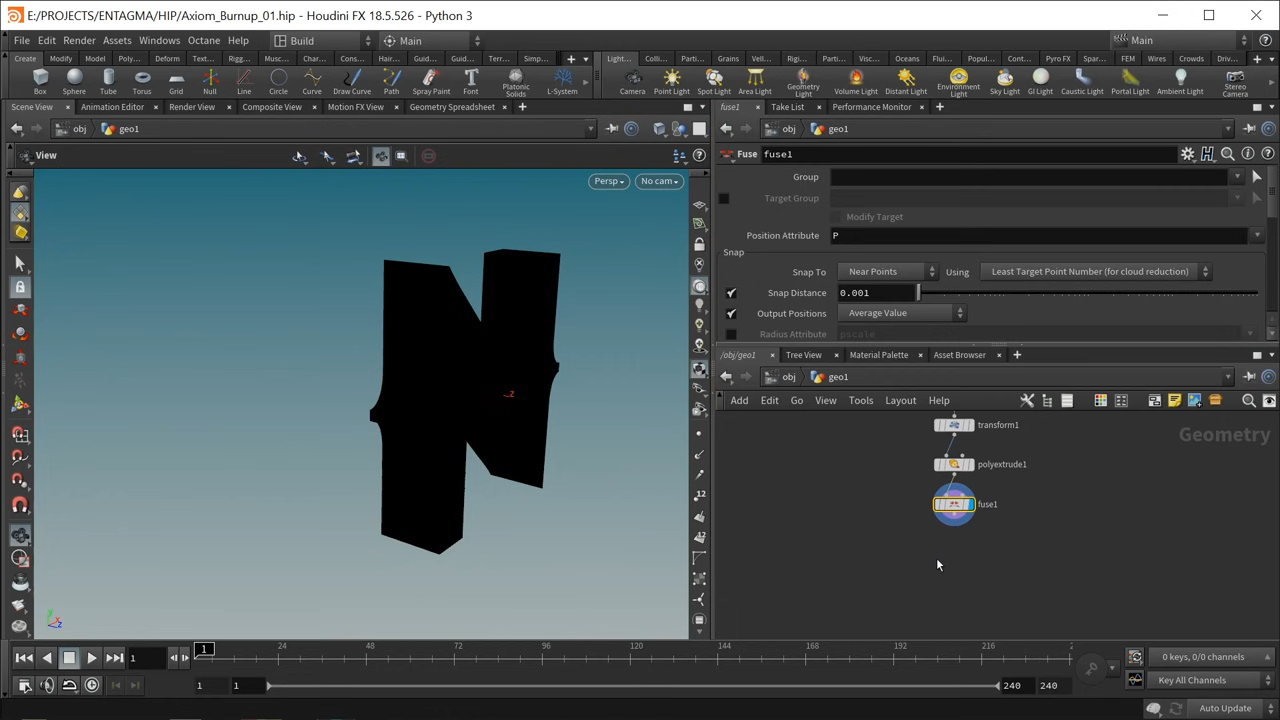 E:/PROJECTS/ENTAGMA/HIP/Axiom_Burnup_01.hip - Houdini FX 18.5.526 - Python 3
File Edit Render Assets Windows Octane Help Build Main Main
Create Modify Model Poly... Deform Text... Rigg... Musc... Char... Cons... Hair... Guid... Guid... Terr... Simp... Light... Colli... Parti... Grains Vell... Rigi... Parti... Visc... Oceans Flui... Popul... Cont... Pyro FX Spar... FEM Wires Crowds Driv...
Box Sphere Tube Torus Grid Null Line Circle Curve Draw Curve Path Spray Paint Font Platonic Solids L-System Camera Point Light Spot Light Area Light Geometry Light Volume Light Distant Light Environment Light Sky Light GI Light Caustic Light Portal Light Ambient Light Stereo Camera
Scene View Animation Editor Render View Composite View Motion FX View Geometry Spreadsheet
obj geo1
View
Persp No cam
z
12
12
y
x
z
fuse1 Take List Performance Monitor
obj geo1
Fuse fuse1
Group
Target Group
Modify Target
Position Attribute P
Snap
Snap To Near Points Using Least Target Point Number (for cloud reduction)
Snap Distance 0.001
Output Positions Average Value
Radius Attribute pscale
/obj/geo1 Tree View Material Palette Asset Browser
obj geo1
Add Edit Go View Tools Layout Help
Geometry
transform1
polyextrude1
fuse1
1 1 24 48 72 96 120 144 168 192 216 2 0 keys, 0/0 channels
1 1 240 240 Key All Channels
Auto Update